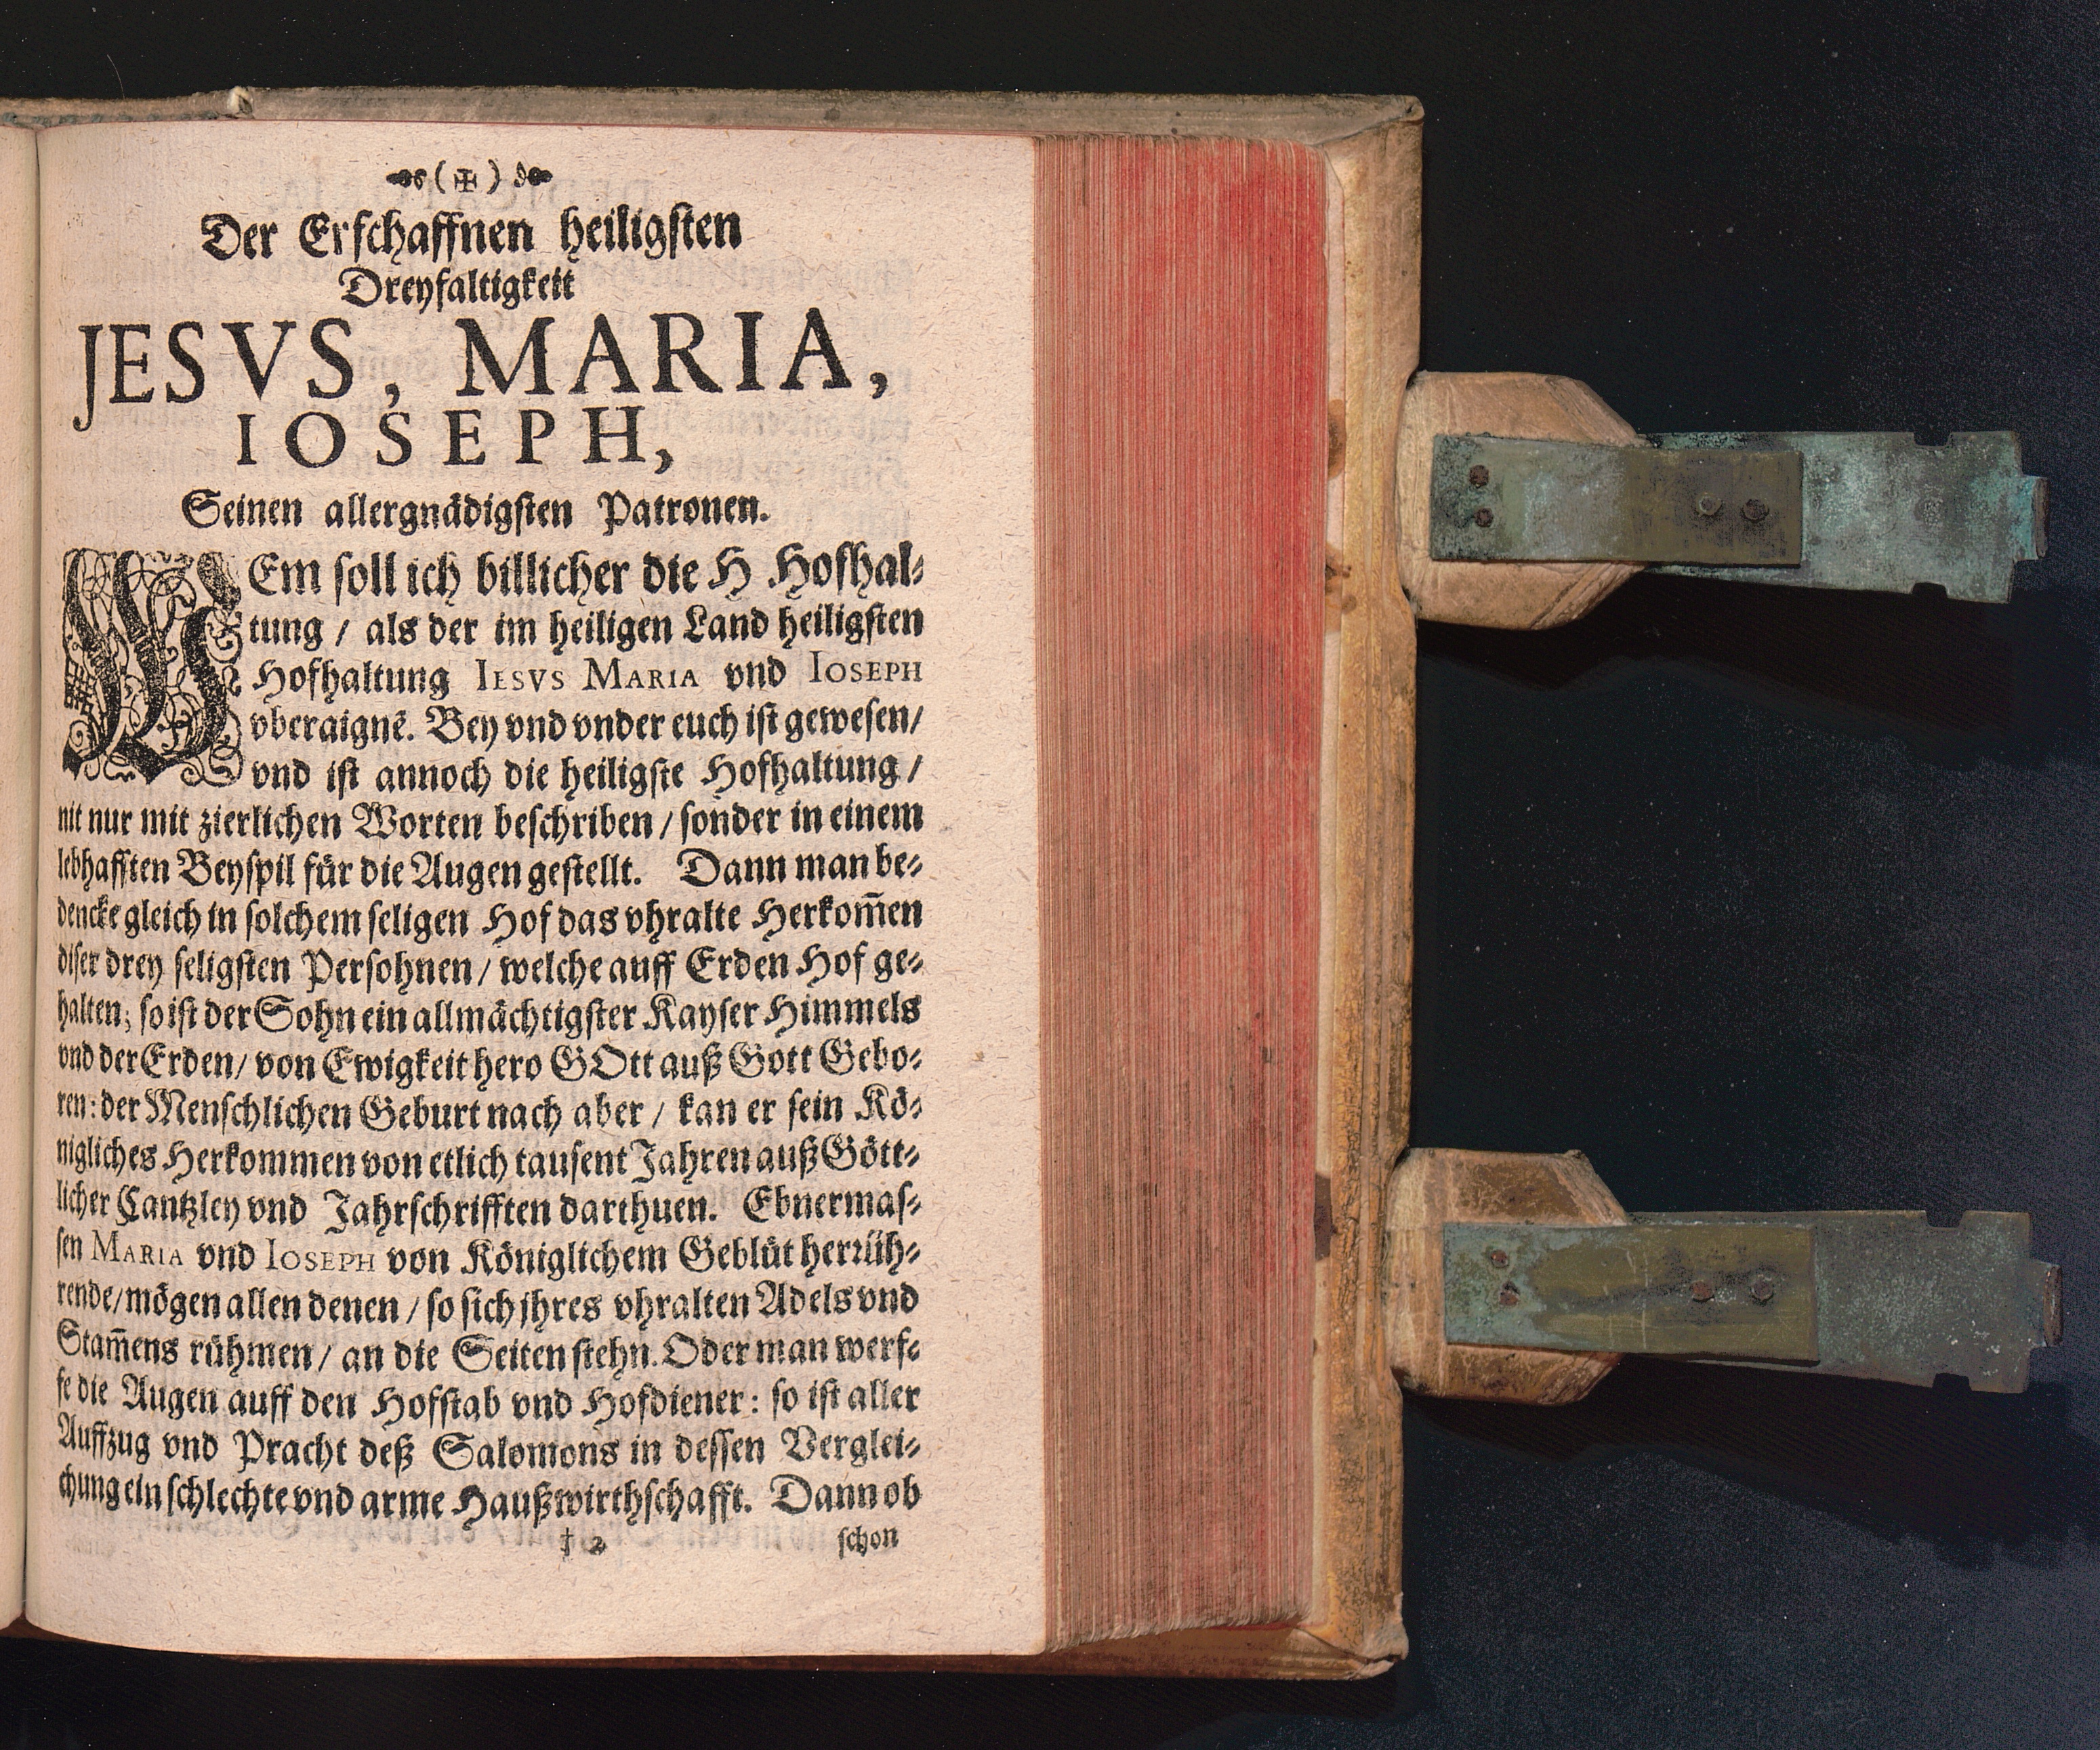 (✠)
Der Erschaffnen heiligsten
Dreyfaltigkeit
JESVS, MARIA,
IOSEPH,
Seinen allergnädigsten Patronen.
WEm soll ich billicher die H Hofhal-
tung / als der im heiligen Land heiligsten
Hofhaltung IESVS MARIA vnd IOSEPH
vberaignē. Bey vnd vnder euch ist gewesen/
vnd ist annoch die heiligste Hofhaltung /
nit nur mit zierlichen Worten beschriben / sonder in einem
lebhafften Beyspil für die Augen gestellt. Dann man be-
dencke gleich in solchem seligen Hof das vhralte Herkom̃en
diser drey seligsten Persohnen / welche auff Erden Hof ge-
halten; so ist der Sohn ein allmächtigster Kayser Himmels
vnd der Erden/ von Ewigkeit hero GOtt auß Gott Gebo-
ren: der Menschlichen Geburt nach aber / kan er sein Kö-
nigliches Herkommen von etlich tausent Jahren auß Gött-
licher Cantzley vnd Jahrschrifften darthuen. Ebnermas-
sen MARIA vnd IOSEPH von Königlichem Geblüt herrüh-
rende/ mögen allen denen / so sich jhres vhralten Adels vnd
Stam̃ens rühmen / an die Seiten stehn. Oder man werf-
fe die Augen auff den Hofstab vnd Hofdiener: so ist aller
Auffzug vnd Pracht deß Salomons in dessen Verglei-
chung ein schlechte vnd arme Haußwirthschafft. Dann ob
† 2 schon